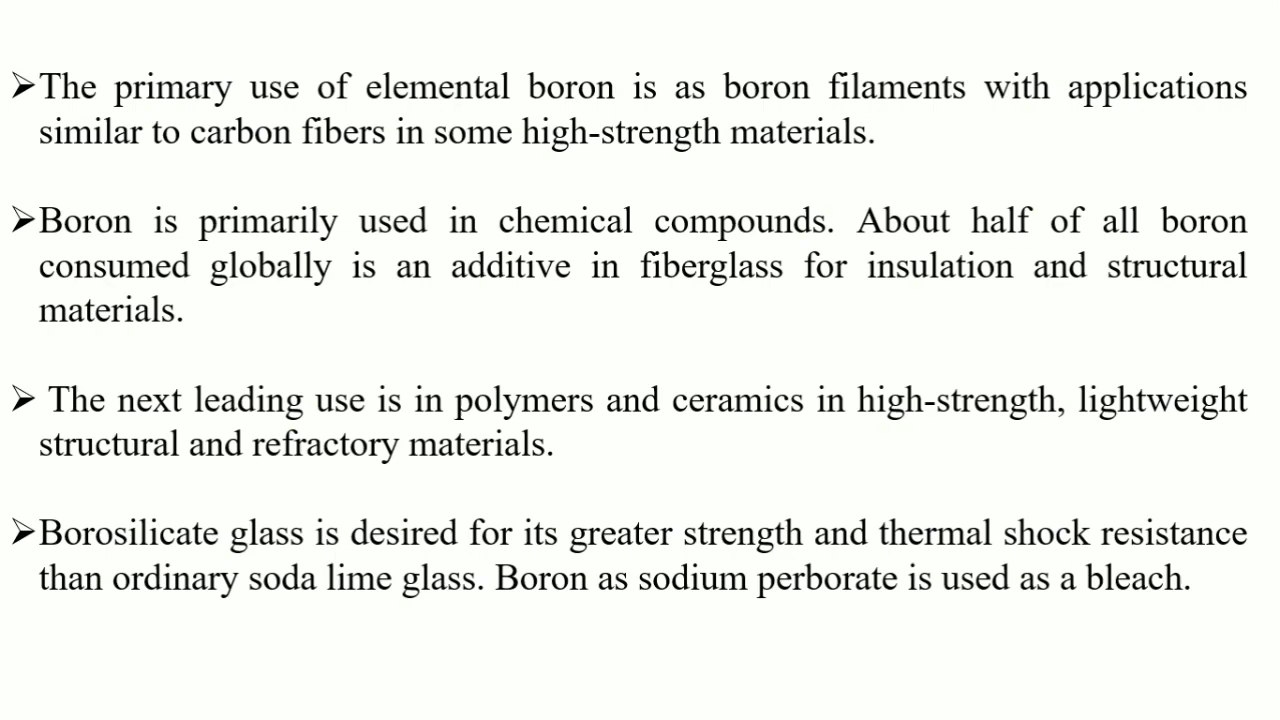 ➢The primary use of elemental boron is as boron filaments with applications
similar to carbon fibers in some high-strength materials.
➢Boron is primarily used in chemical compounds. About half of all boron
consumed globally is an additive in fiberglass for insulation and structural
materials.
➢ The next leading use is in polymers and ceramics in high-strength, lightweight
structural and refractory materials.
➢Borosilicate glass is desired for its greater strength and thermal shock resistance
than ordinary soda lime glass. Boron as sodium perborate is used as a bleach.